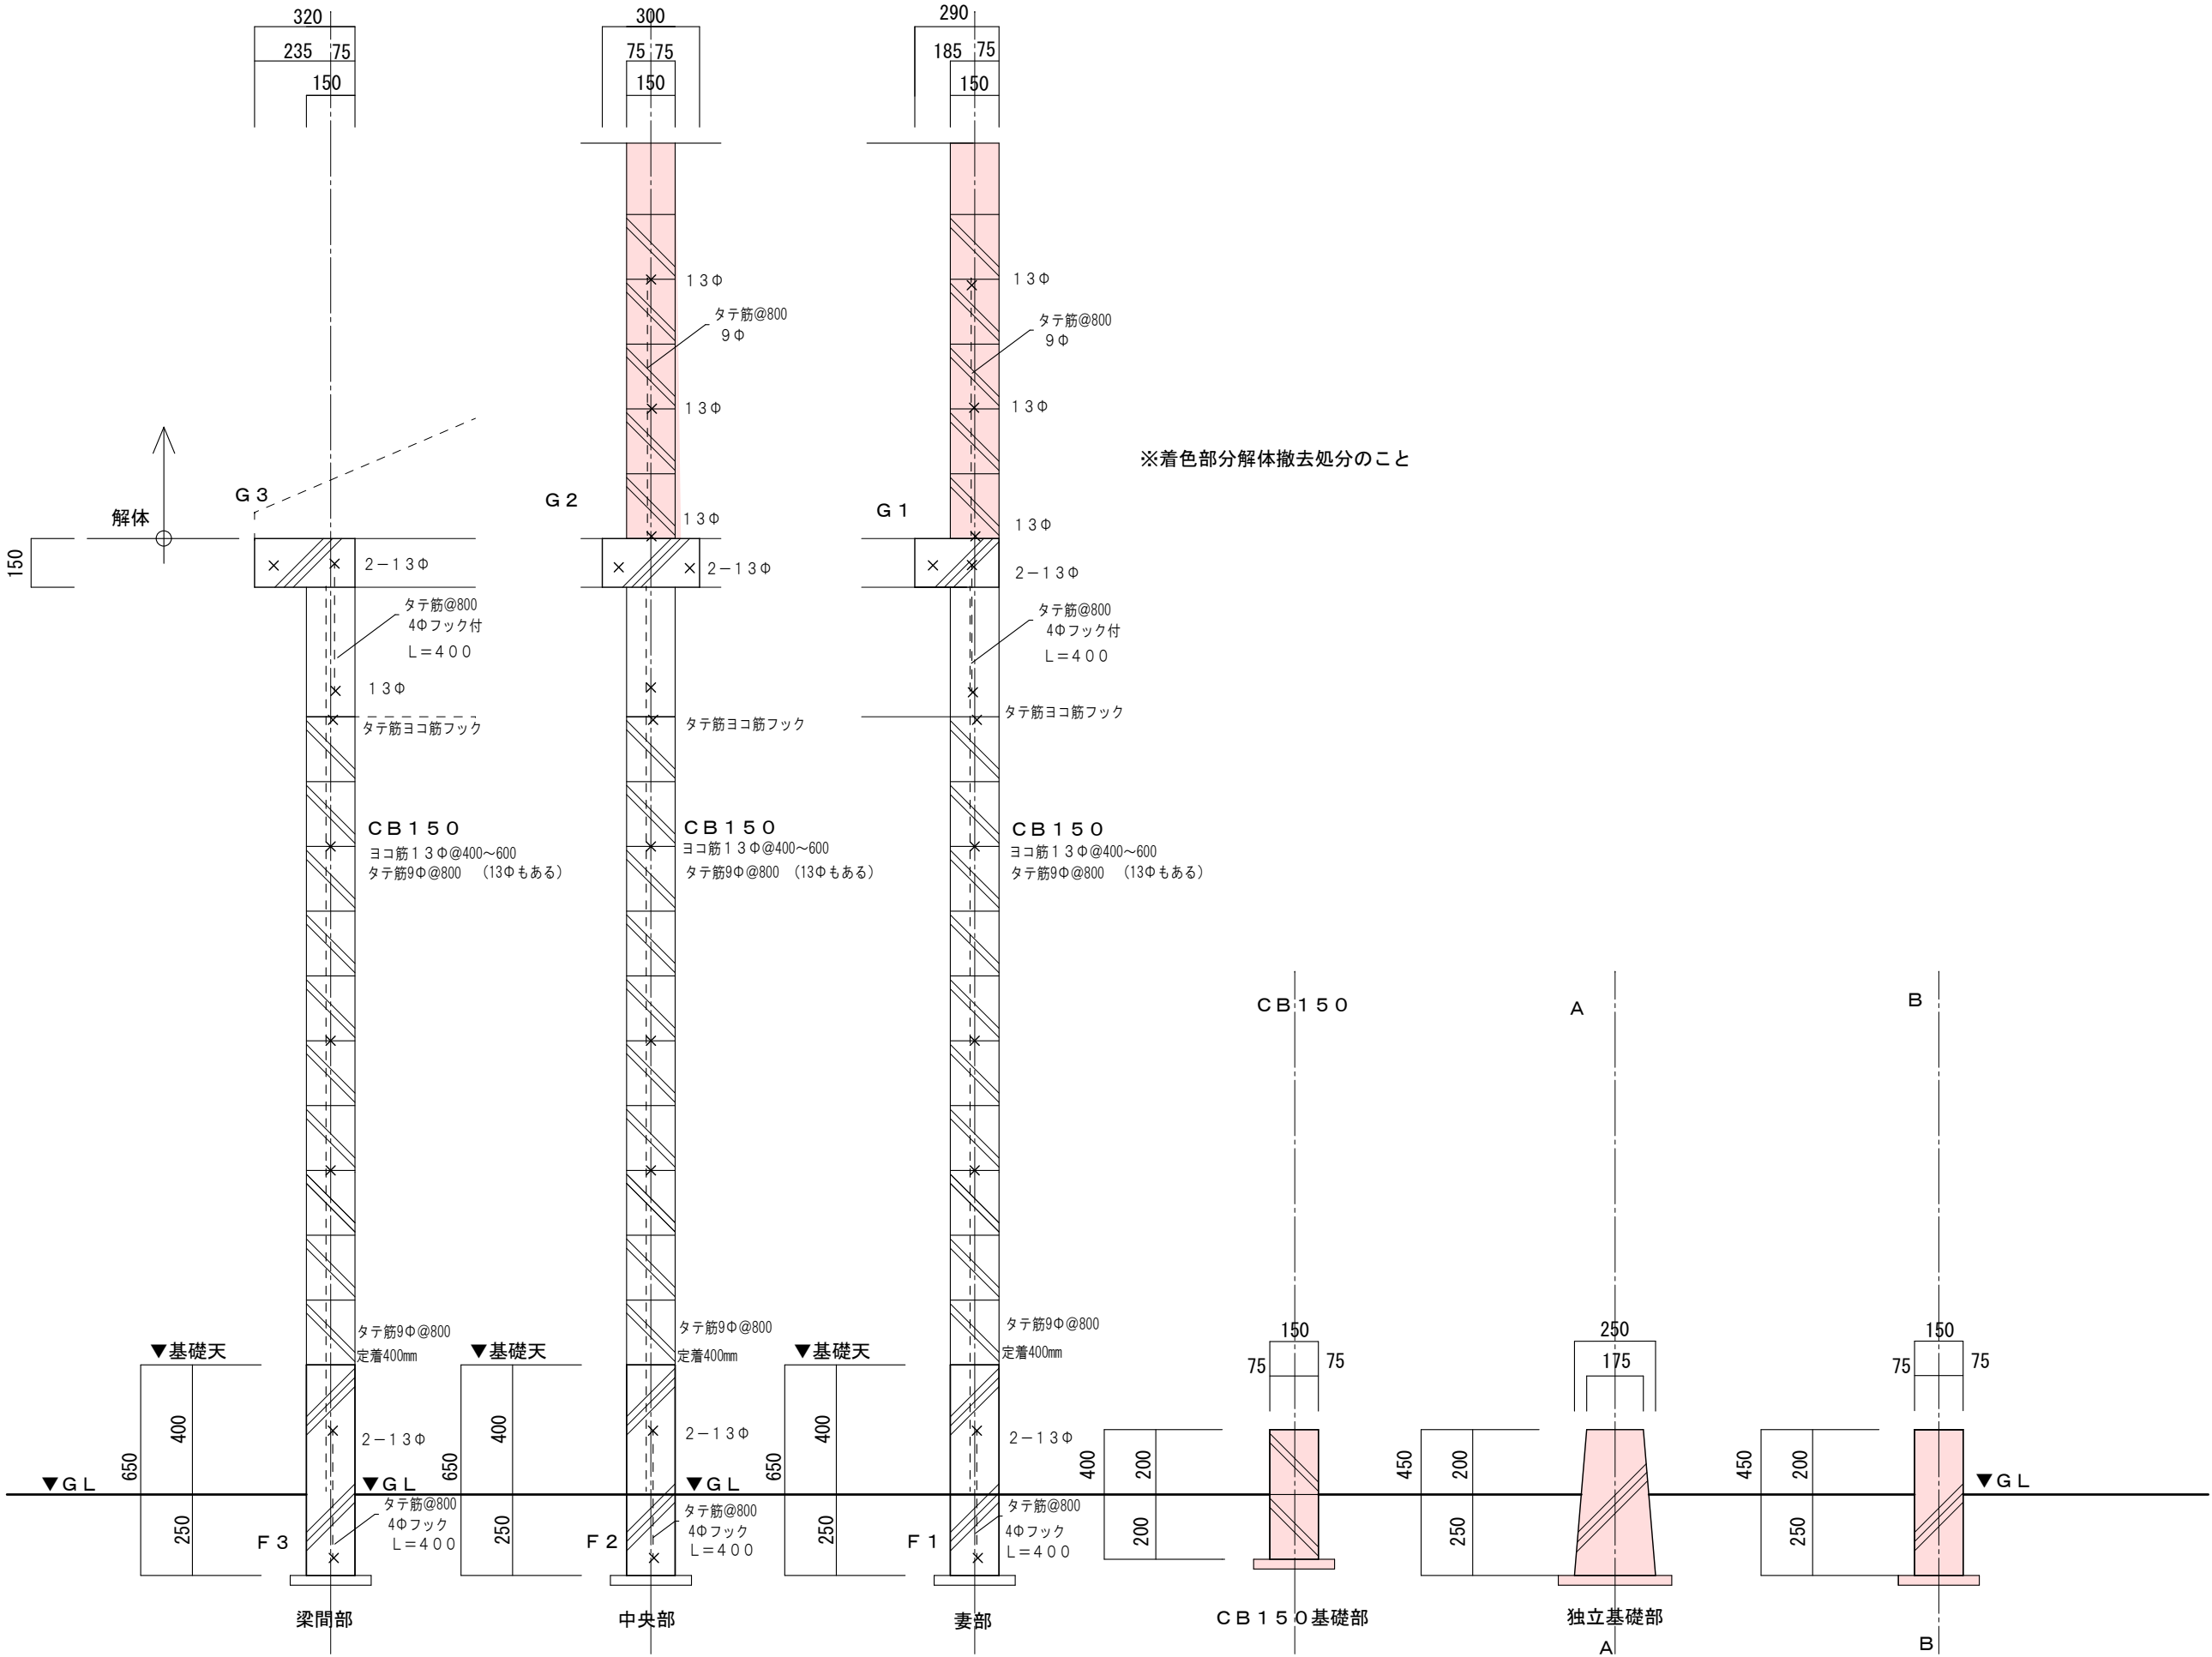 320
235
75
150
300
75
75
150
290
185
75
150
13Φ
タテ筋@800
9Φ
13Φ
13Φ
13Φ
タテ筋@800
9Φ
13Φ
13Φ
※着色部分解体撤去処分のこと
解体
150
G3
2−13Φ
タテ筋@800
4Φフック付
L=400
13Φ
タテ筋ヨコ筋フック
G2
2−13Φ
タテ筋ヨコ筋フック
G1
2−13Φ
タテ筋@800
4Φフック付
L=400
タテ筋ヨコ筋フック
CB150
ヨコ筋13Φ@400~600
タテ筋9Φ@800 (13Φもある)
CB150
ヨコ筋13Φ@400~600
タテ筋9Φ@800 (13Φもある)
CB150
ヨコ筋13Φ@400~600
タテ筋9Φ@800 (13Φもある)
▼基礎天
タテ筋9Φ@800
定着400mm
400
650
250
2−13Φ
▼GL
▼GL
タテ筋@800
4Φフック
L=400
F3
梁間部
▼基礎天
タテ筋9Φ@800
定着400mm
400
650
250
2−13Φ
▼GL
タテ筋@800
4Φフック
L=400
F2
中央部
▼基礎天
タテ筋9Φ@800
定着400mm
400
650
250
2−13Φ
タテ筋@800
4Φフック
L=400
F1
妻部
CB150
150
75
75
400
200
200
CB150基礎部
A
250
175
450
200
250
独立基礎部
A
B
150
75
75
450
200
250
▼GL
B